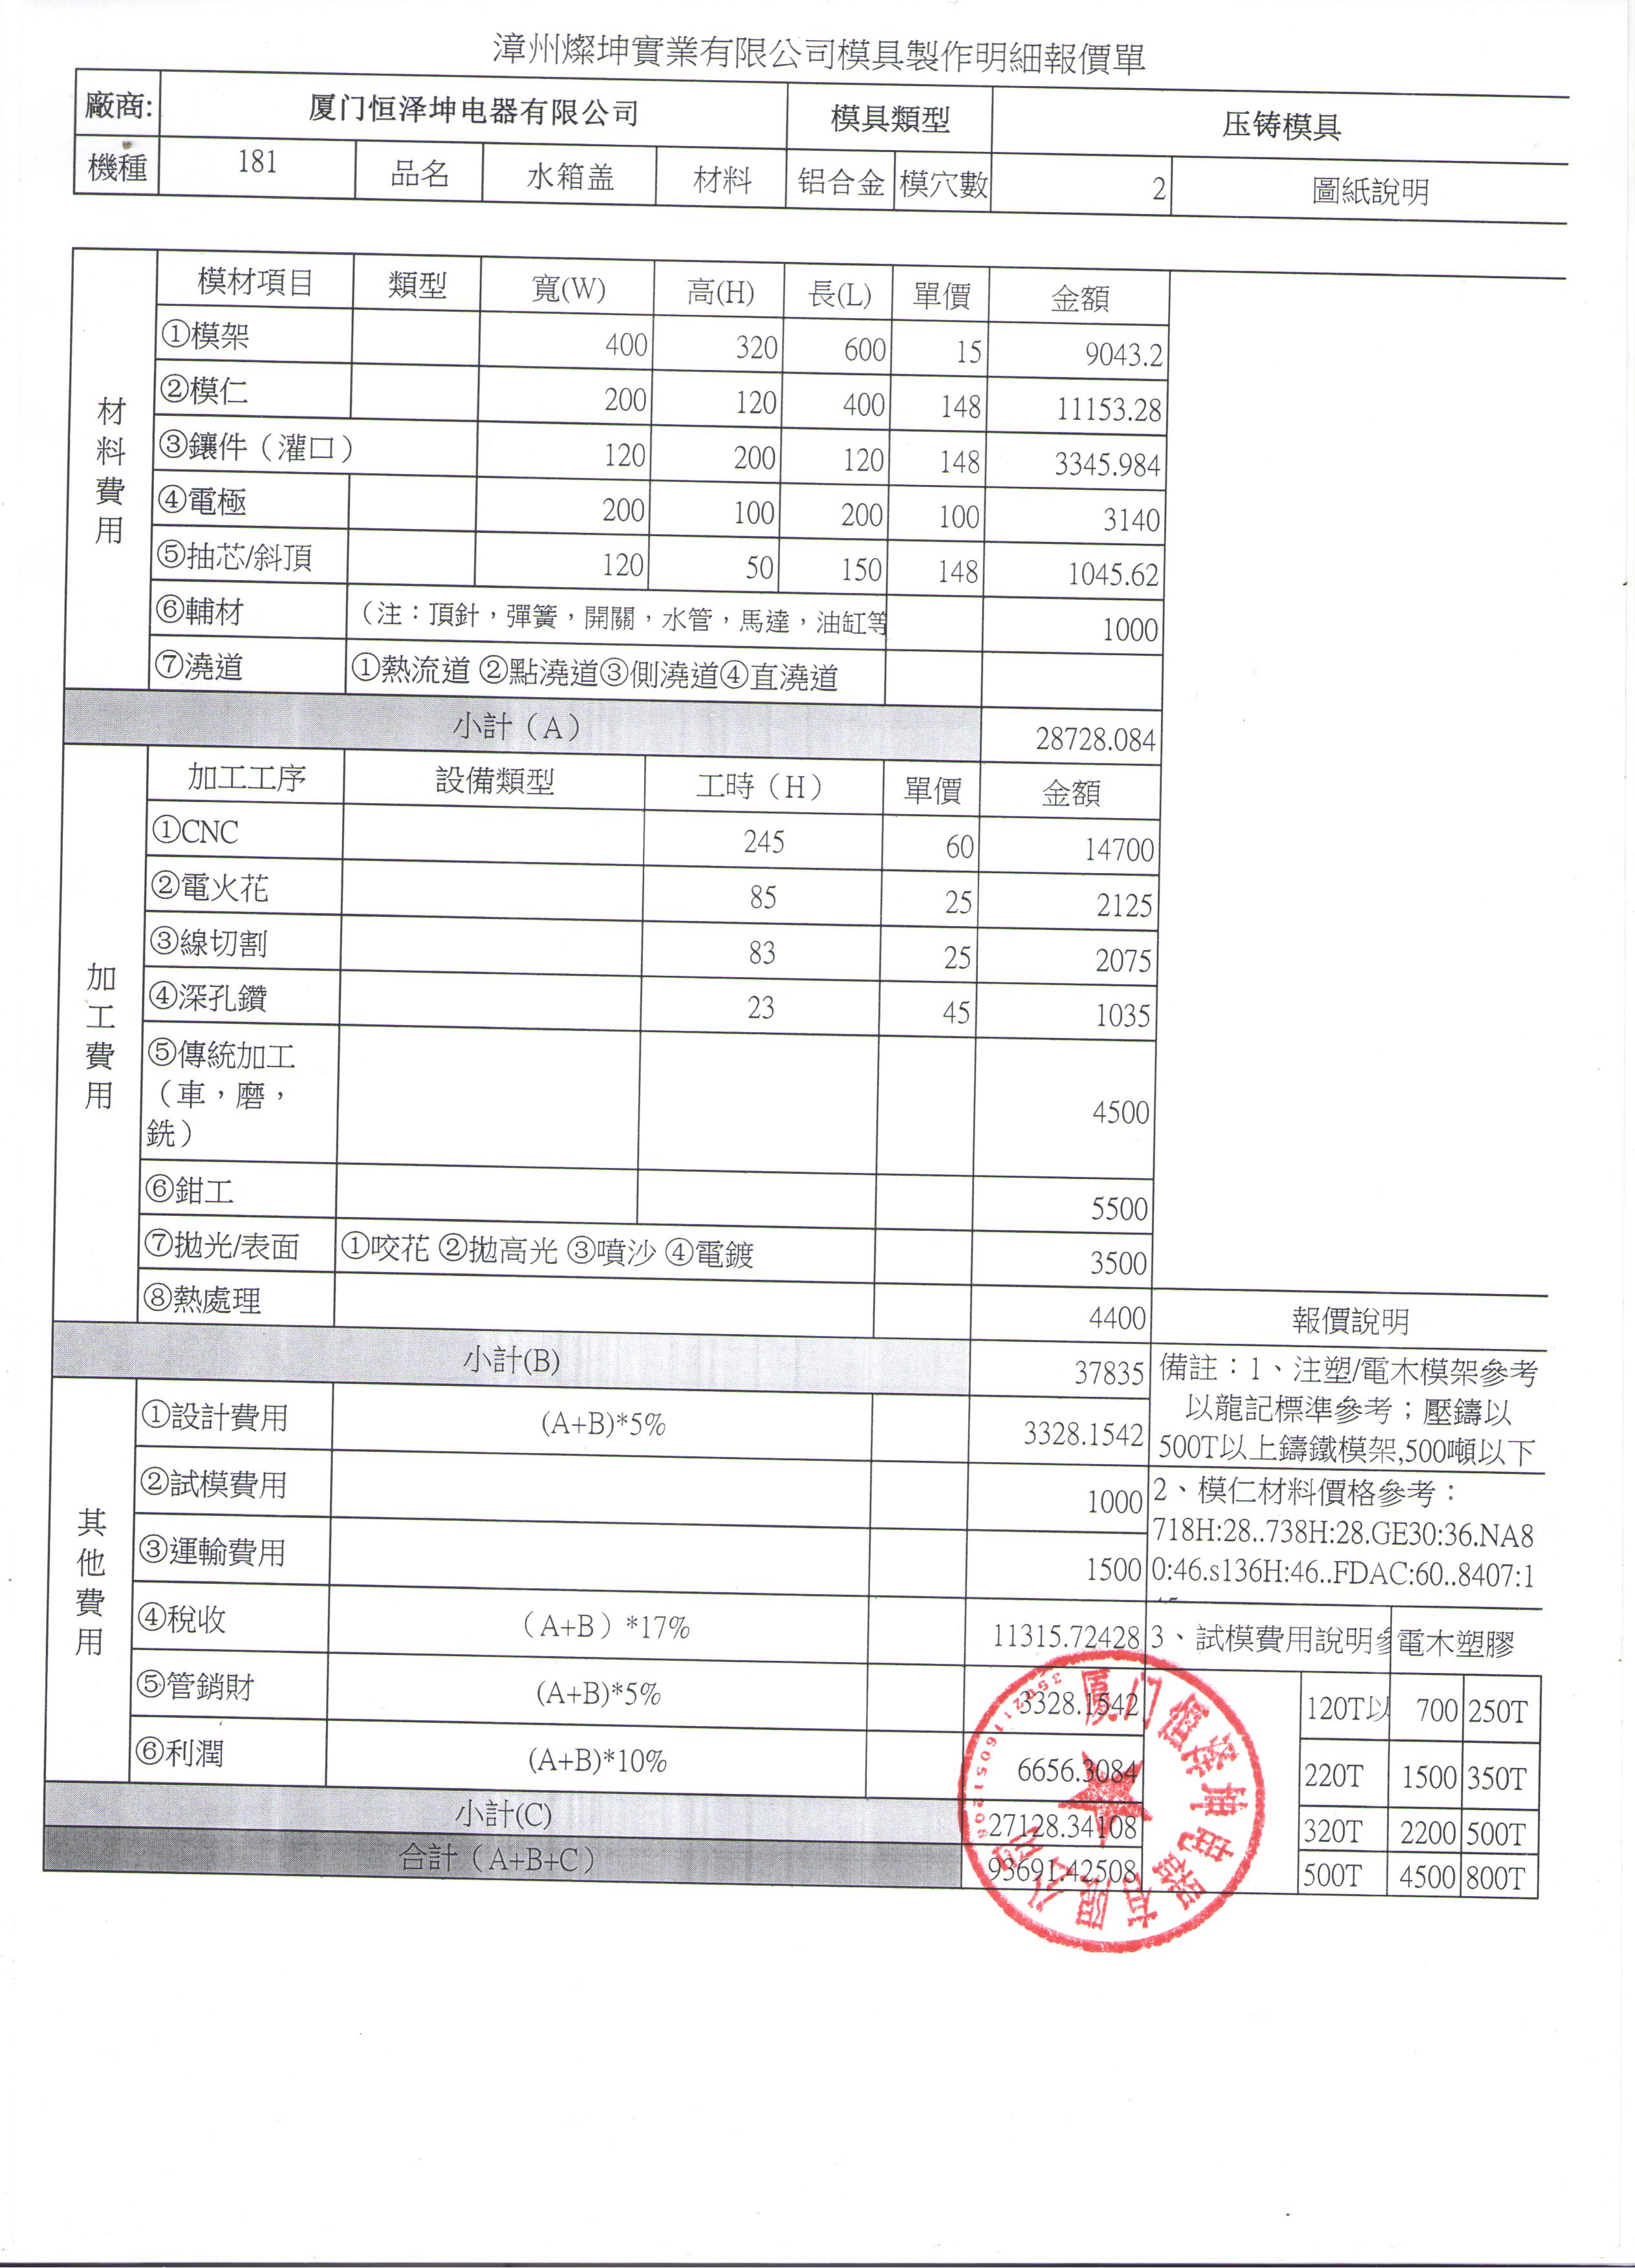 漳州燦坤實業有限公司模具製作明細報價單
廠商: 厦门恒泽坤电器有限公司 模具類型 压铸模具
機種 181 品名 水箱盖 材料 铝合金 模穴數 2 圖紙說明
材料費用
模材項目 類型 寬(W) 高(H) 長(L) 單價 金額
①模架 400 320 600 15 9043.2
②模仁 200 120 400 148 11153.28
③鑲件（灌口） 120 200 120 148 3345.984
④電極 200 100 200 100 3140
⑤抽芯/斜頂 120 50 150 148 1045.62
⑥輔材 （注：頂針，彈簧，開關，水管，馬達，油缸等 1000
⑦澆道 ①熱流道 ②點澆道③側澆道④直澆道
小計（A） 28728.084
加工費用
加工工序 設備類型 工時（H） 單價 金額
①CNC 245 60 14700
②電火花 85 25 2125
③線切割 83 25 2075
④深孔鑽 23 45 1035
⑤傳統加工
（車，磨，
銑） 4500
⑥鉗工 5500
⑦拋光/表面 ①咬花 ②拋高光 ③噴沙 ④電鍍 3500
⑧熱處理 4400
小計(B) 37835
其他費用
①設計費用 (A+B)*5% 3328.1542
②試模費用 1000
③運輸費用 1500
④稅收 （A+B）*17% 11315.72428
⑤管銷財 (A+B)*5% 3328.1542
⑥利潤 (A+B)*10% 6656.3084
小計(C) 27128.34108
合計（A+B+C） 93691.42508
報價說明
備註：1、注塑/電木模架參考
以龍記標準參考；壓鑄以
500T以上鑄鐵模架,500噸以下
2、模仁材料價格參考：
718H:28..738H:28.GE30:36.NA8
0:46.s136H:46..FDAC:60..8407:1
3、試模費用說明 電木塑膠
120T以 700 250T
220T 1500 350T
320T 2200 500T
500T 4500 800T
厦门恒泽坤电器有限公司